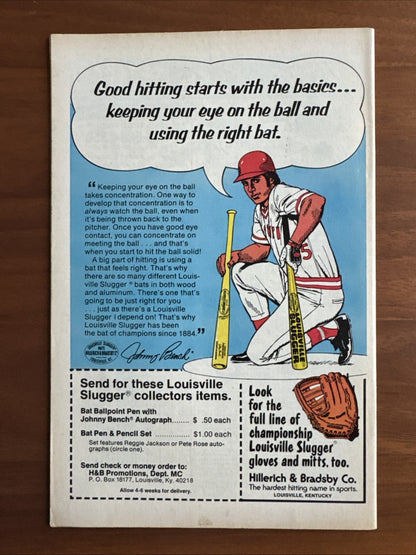 Good hitting starts with the basics...
keeping your eye on the ball and
using the right bat.
“Keeping your eye on the ball
takes concentration. One way to
develop that concentration is to
always watch the ball, even when
it's being thrown back to the
pitcher. Once you have good eye
contact, you can concentrate on
meeting the ball . . . and that's
when you start to hit the ball solid!
A big part of hitting is using a
bat that feels right. That's why
there are so many different Louis-
ville Slugger® bats in both wood
and aluminum. There's one that's
going to be just right for you
. . . just as there's a Louisville
Slugger I depend on! That's why
Louisville Slugger has been
the bat of champions since 1884.”
Johnny Bench
5
Send for these Louisville
Slugger® collectors items.
Bat Ballpoint Pen with
Johnny Bench® Autograph........ $ .50 each
Bat Pen & Pencil Set ................ $1.00 each
Set features Reggie Jackson or Pete Rose auto-
graphs (circle one).
Send check or money order to:
H&B Promotions, Dept. MC
P. O. Box 18177, Louisville, Ky. 40218
Allow 4-6 weeks for delivery.
Look
for the
full line of
championship
Louisville Slugger®
gloves and mitts, too.
Hillerich & Bradsby Co.
The hardest hitting name in sports.
LOUISVILLE, KENTUCKY